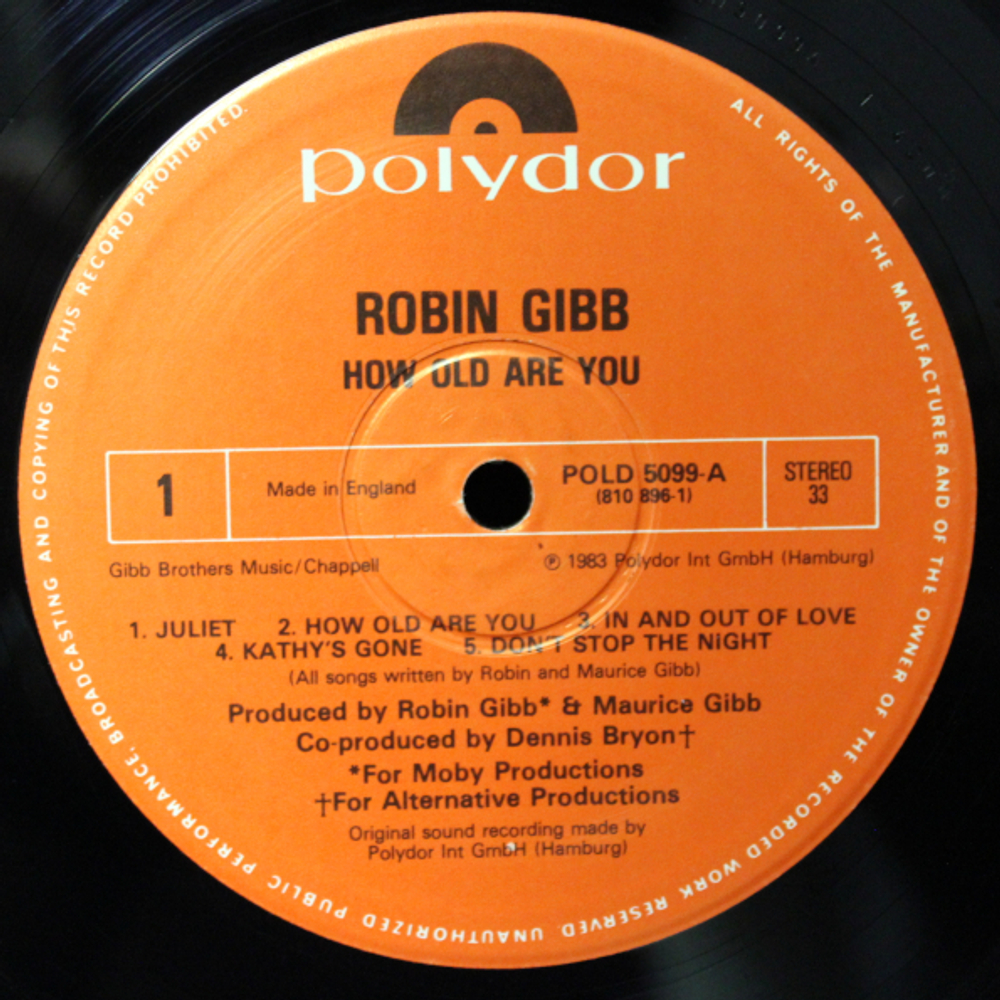 polydor
ROBIN GIBB
HOW OLD ARE YOU
1
Made in England
POLD 5099-A
(810 896-1)
STEREO
33
Gibb Brothers Music/Chappell
℗ 1983 Polydor Int GmbH (Hamburg)
1. JULIET 2. HOW OLD ARE YOU 3. IN AND OUT OF LOVE
4. KATHY'S GONE 5. DON'T STOP THE NiGHT
(All songs written by Robin and Maurice Gibb)
Produced by Robin Gibb* & Maurice Gibb
Co-produced by Dennis Bryon†
*For Moby Productions
†For Alternative Productions
Original sound recording made by
Polydor Int GmbH (Hamburg)
ALL RIGHTS OF THE MANUFACTURER AND OF THE OWNER OF THE RECORDED WORK RESERVED. UNAUTHORIZED PUBLIC PERFORMANCE, BROADCASTING AND COPYING OF THIS RECORD PROHIBITED.